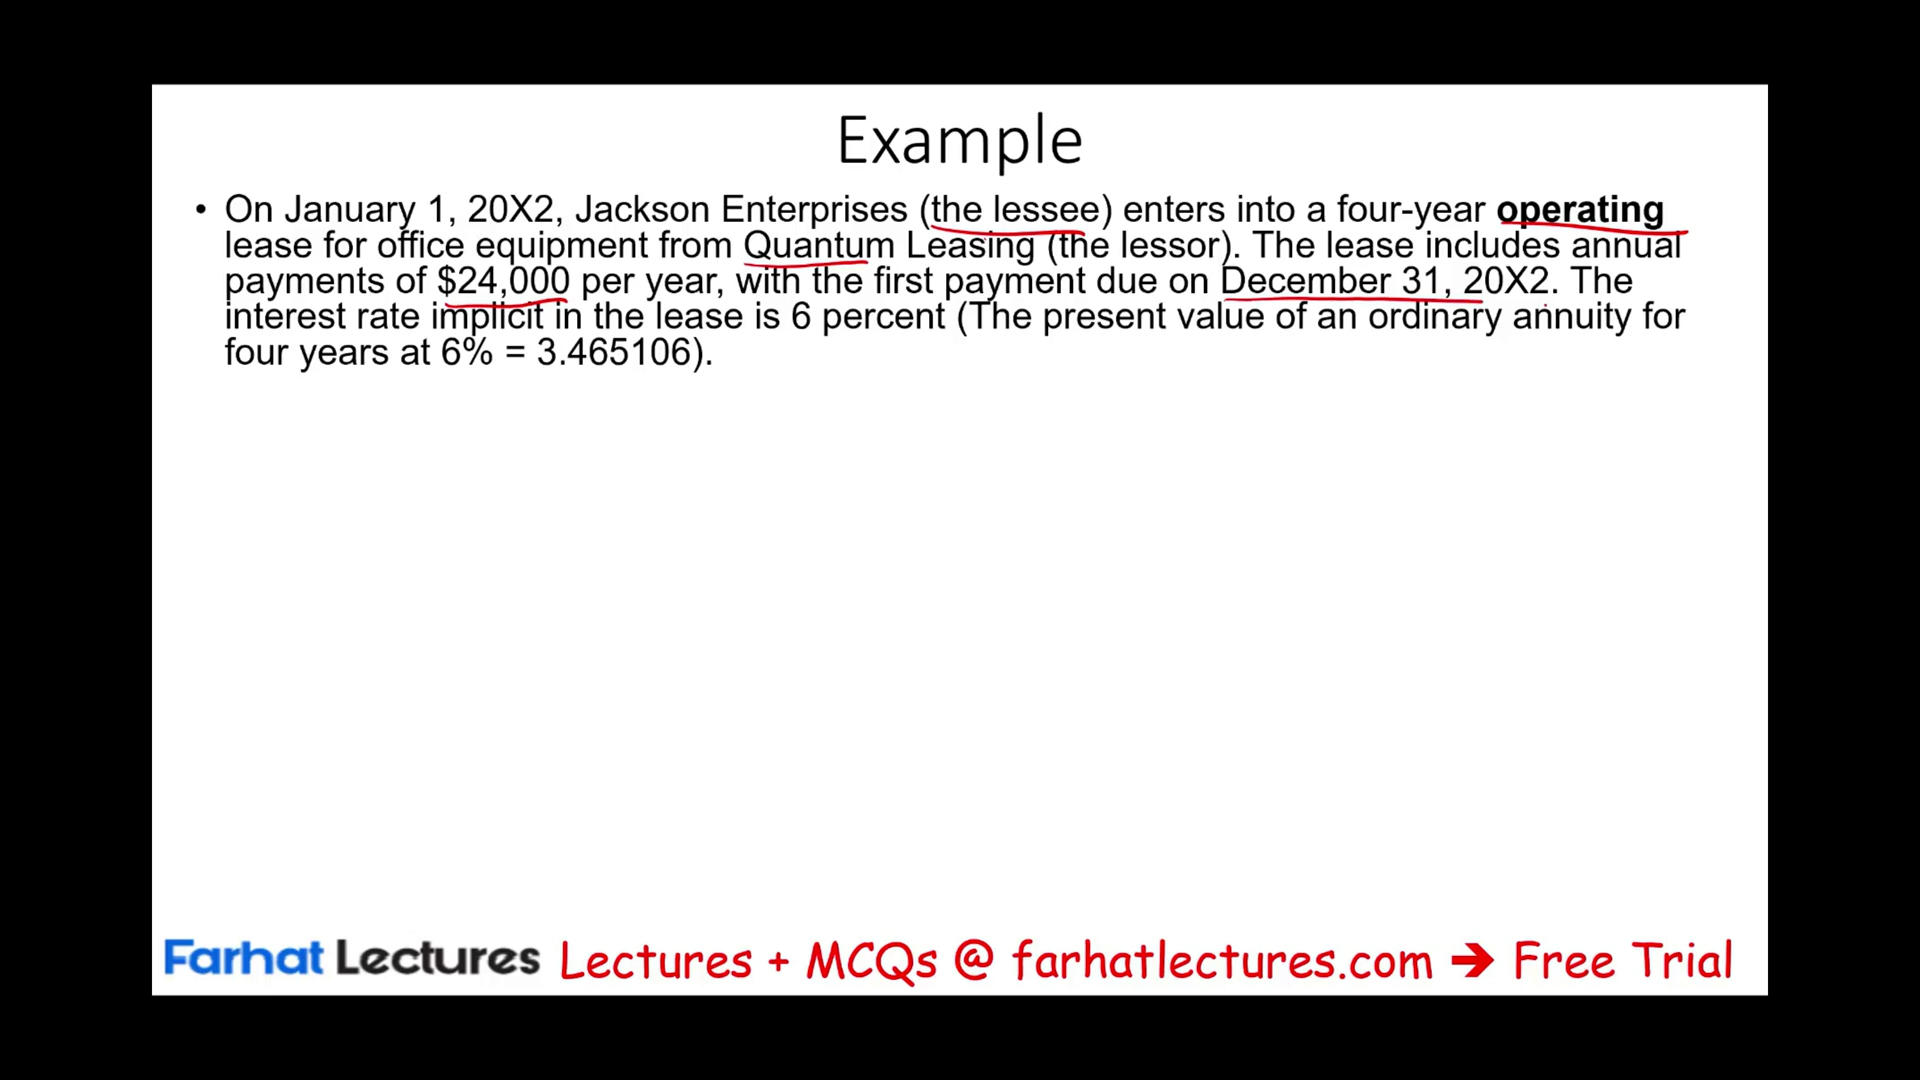 Example
• On January 1, 20X2, Jackson Enterprises (the lessee) enters into a four-year operating
lease for office equipment from Quantum Leasing (the lessor). The lease includes annual
payments of $24,000 per year, with the first payment due on December 31, 20X2. The
interest rate implicit in the lease is 6 percent (The present value of an ordinary annuity for
four years at 6% = 3.465106).
Farhat Lectures Lectures + MCQs @ farhatlectures.com ➔ Free Trial